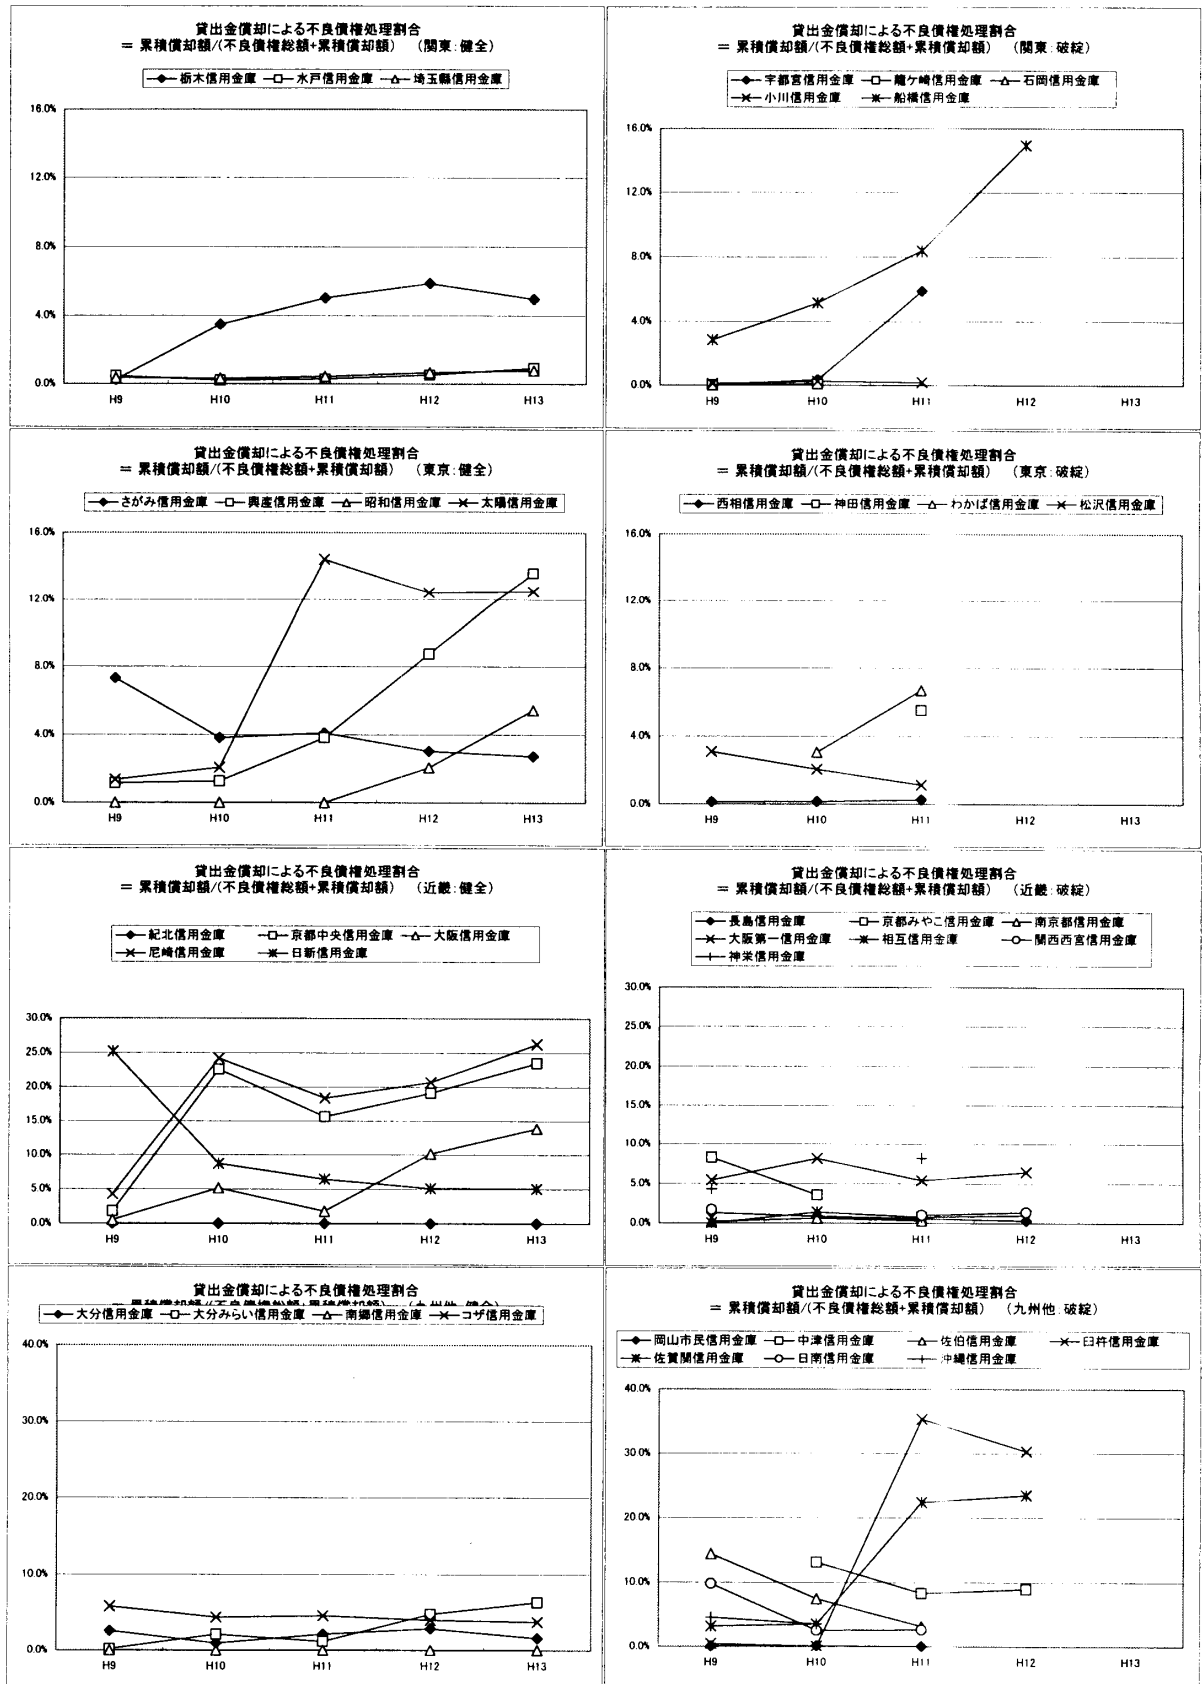 貸出金償却による不良債権処理割合
= 累積償却額/(不良債権総額+累積償却額) (関東:健全)
栃木信用金庫 水戸信用金庫 埼玉縣信用金庫
16.0%
12.0%
8.0%
4.0%
0.0%
H9 H10 H11 H12 H13
貸出金償却による不良債権処理割合
= 累積償却額/(不良債権総額+累積償却額) (関東:破綻)
宇都宮信用金庫 龍ケ崎信用金庫 石岡信用金庫
小川信用金庫 船橋信用金庫
16.0%
12.0%
8.0%
4.0%
0.0%
H9 H10 H11 H12 H13
貸出金償却による不良債権処理割合
= 累積償却額/(不良債権総額+累積償却額) (東京:健全)
さがみ信用金庫 興産信用金庫 昭和信用金庫 太陽信用金庫
16.0%
12.0%
8.0%
4.0%
0.0%
H9 H10 H11 H12 H13
貸出金償却による不良債権処理割合
= 累積償却額/(不良債権総額+累積償却額) (東京:破綻)
西相信用金庫 神田信用金庫 わかば信用金庫 松沢信用金庫
16.0%
12.0%
8.0%
4.0%
0.0%
H9 H10 H11 H12 H13
貸出金償却による不良債権処理割合
= 累積償却額/(不良債権総額+累積償却額) (近畿:健全)
紀北信用金庫 京都中央信用金庫 大阪信用金庫
尼崎信用金庫 日新信用金庫
30.0%
25.0%
20.0%
15.0%
10.0%
5.0%
0.0%
H9 H10 H11 H12 H13
貸出金償却による不良債権処理割合
= 累積償却額/(不良債権総額+累積償却額) (近畿:破綻)
長島信用金庫 京都みやこ信用金庫 南京都信用金庫
大阪第一信用金庫 相互信用金庫 関西西宮信用金庫
神栄信用金庫
30.0%
25.0%
20.0%
15.0%
10.0%
5.0%
0.0%
H9 H10 H11 H12 H13
貸出金償却による不良債権処理割合
= 累積償却額/(不良債権総額+累積償却額) (九州他:健全)
大分信用金庫 大分みらい信用金庫 南郷信用金庫 コザ信用金庫
40.0%
30.0%
20.0%
10.0%
0.0%
H9 H10 H11 H12 H13
貸出金償却による不良債権処理割合
= 累積償却額/(不良債権総額+累積償却額) (九州他:破綻)
岡山市民信用金庫 中津信用金庫 佐伯信用金庫 臼杵信用金庫
佐賀関信用金庫 日南信用金庫 沖縄信用金庫
40.0%
30.0%
20.0%
10.0%
0.0%
H9 H10 H11 H12 H13